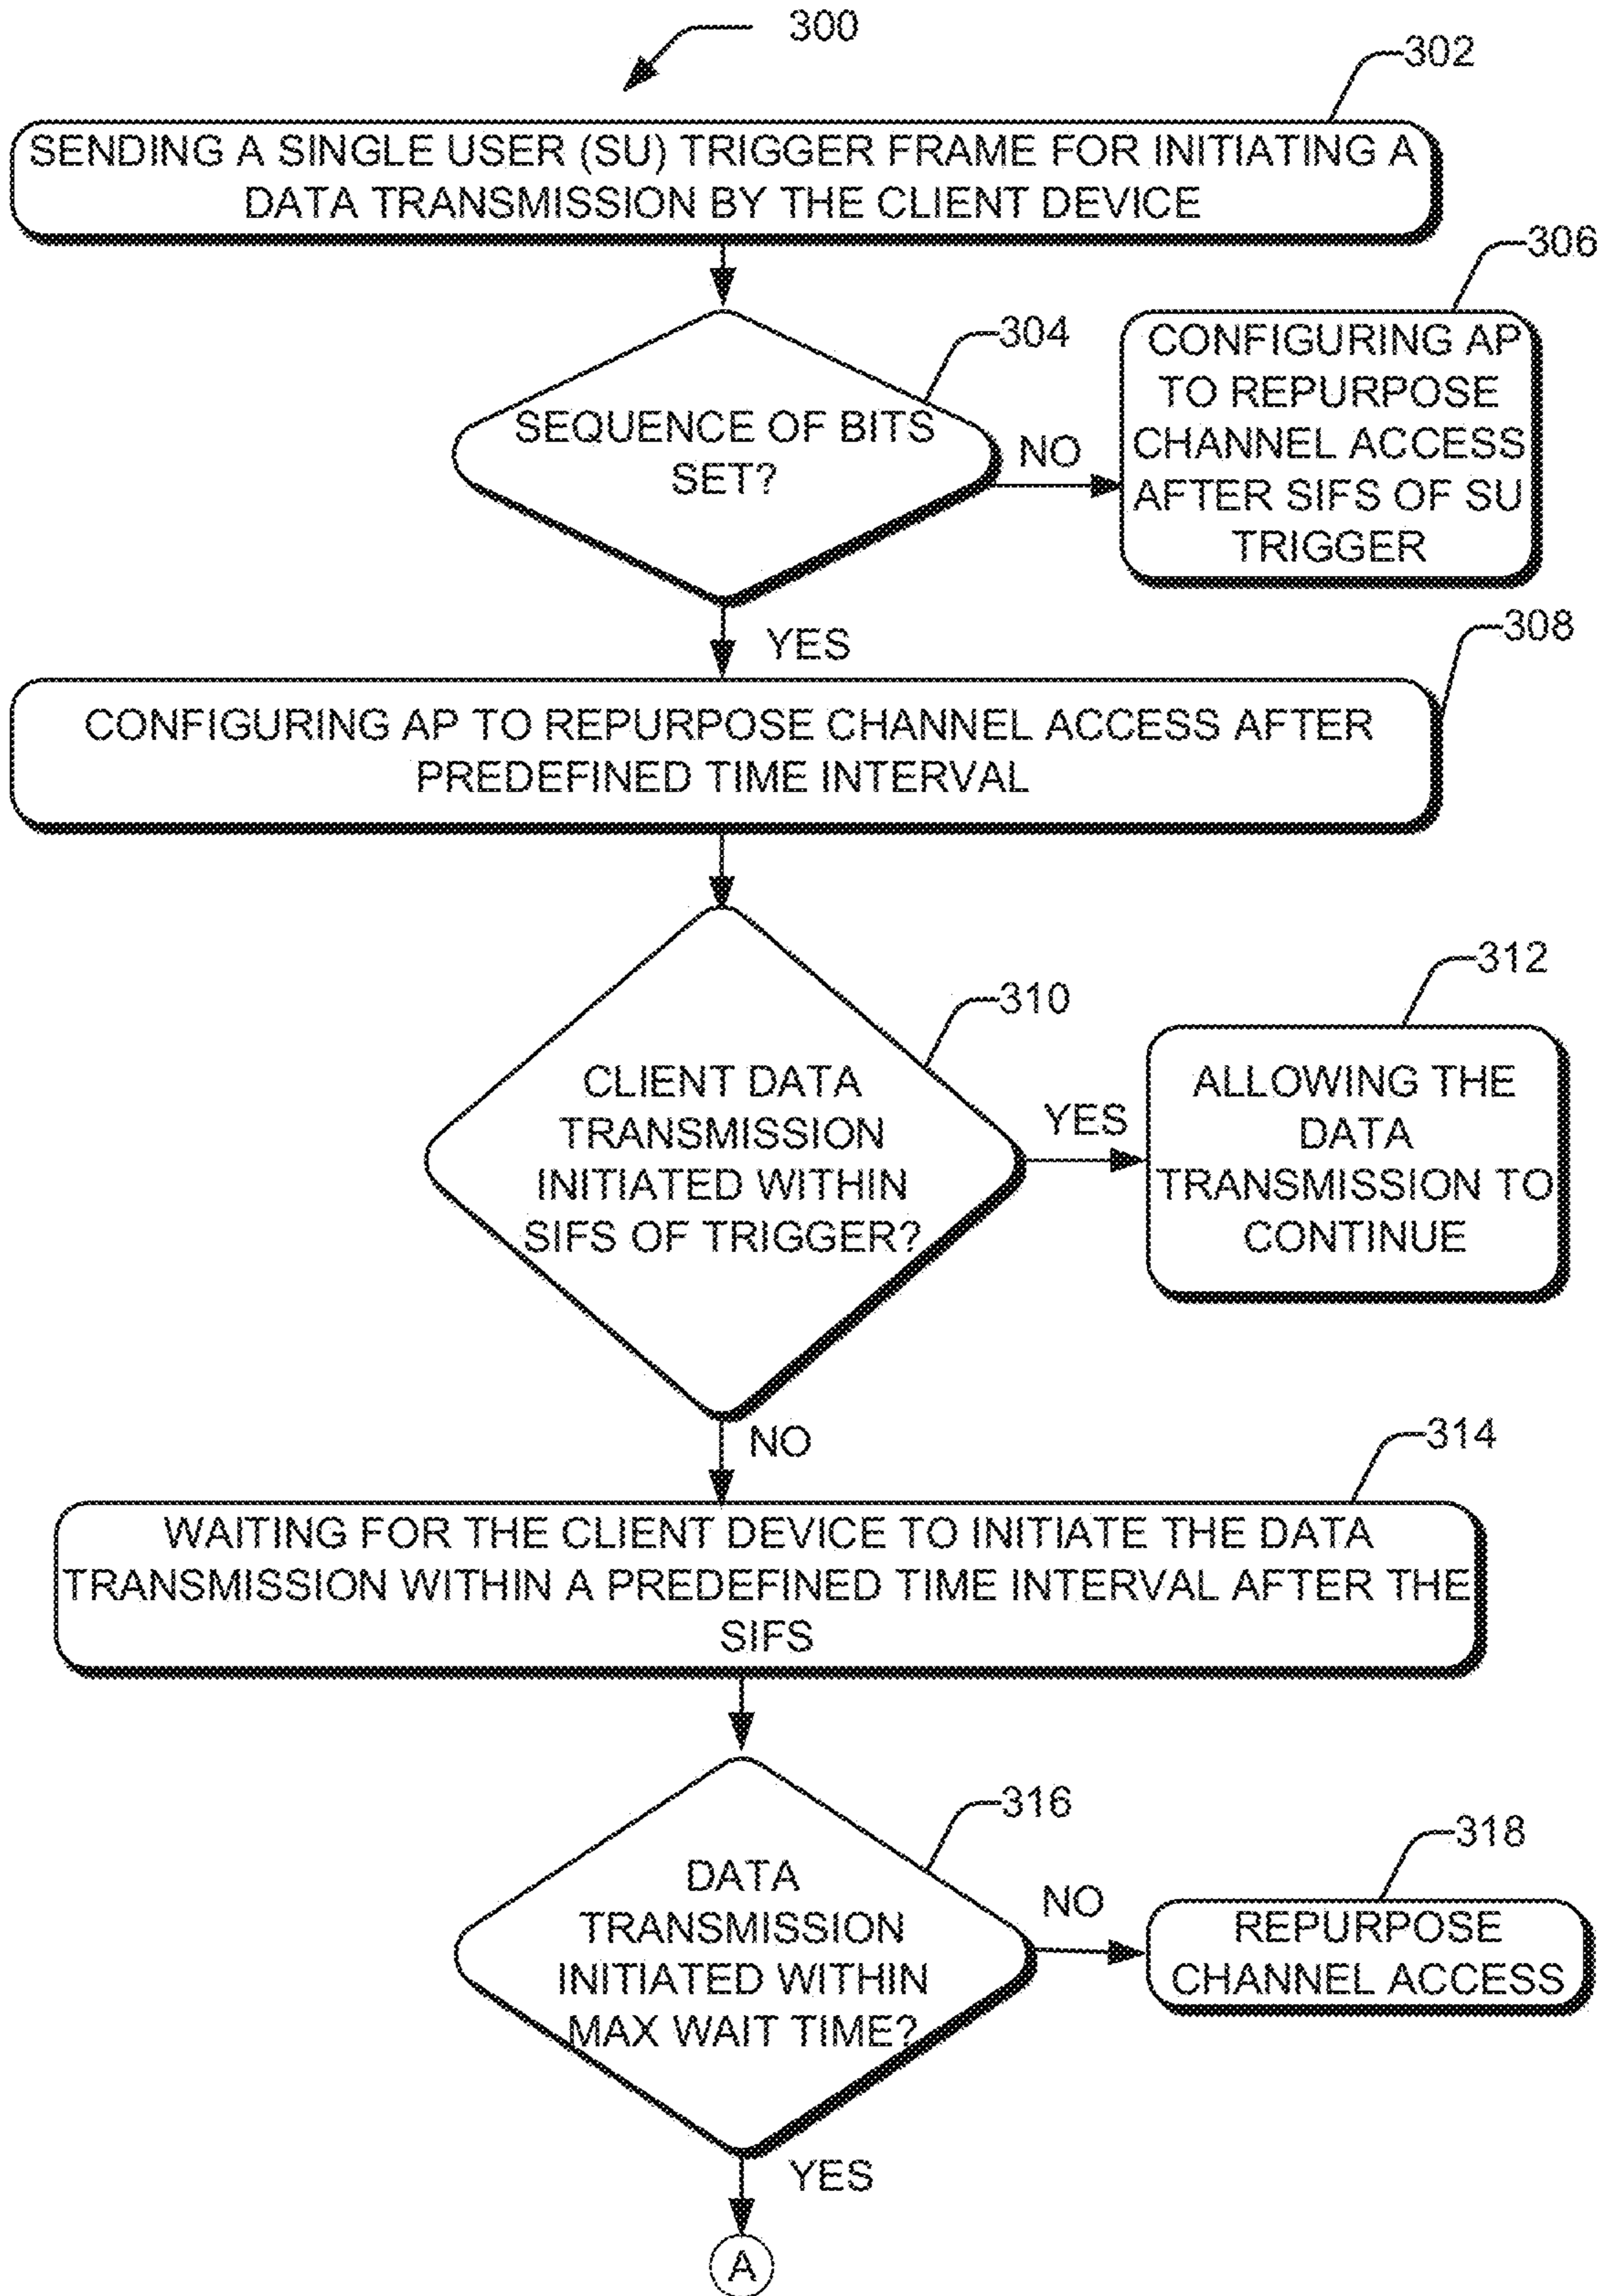 300
302
SENDING A SINGLE USER (SU) TRIGGER FRAME FOR INITIATING A
DATA TRANSMISSION BY THE CLIENT DEVICE
304
SEQUENCE OF BITS
SET?
NO
306
CONFIGURING AP
TO REPURPOSE
CHANNEL ACCESS
AFTER SIFS OF SU
TRIGGER
YES
308
CONFIGURING AP TO REPURPOSE CHANNEL ACCESS AFTER
PREDEFINED TIME INTERVAL
310
CLIENT DATA
TRANSMISSION
INITIATED WITHIN
SIFS OF TRIGGER?
YES
312
ALLOWING THE
DATA
TRANSMISSION TO
CONTINUE
NO
314
WAITING FOR THE CLIENT DEVICE TO INITIATE THE DATA
TRANSMISSION WITHIN A PREDEFINED TIME INTERVAL AFTER THE
SIFS
316
DATA
TRANSMISSION
INITIATED WITHIN
MAX WAIT TIME?
NO
318
REPURPOSE
CHANNEL ACCESS
YES
A